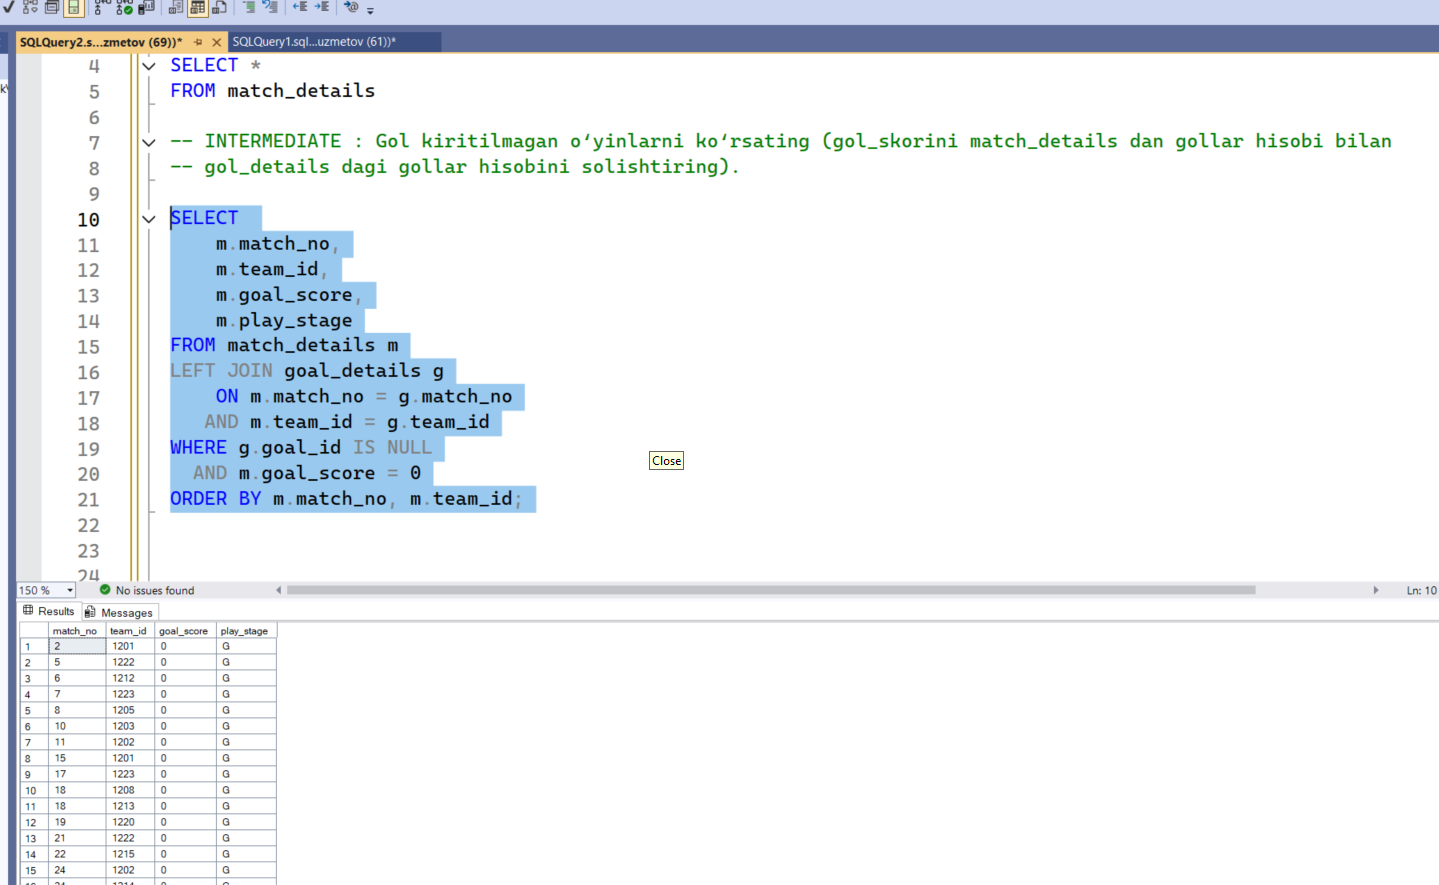 SQLQuery2.s...zmetov (69))*
SQLQuery1.sql...uzmetov (61))*
4 SELECT *
5 FROM match_details
6
7 -- INTERMEDIATE : Gol kiritilmagan o‘yinlarni ko‘rsating (gol_skorini match_details dan gollar hisobi bilan
8 -- gol_details dagi gollar hisobini solishtiring).
9
10 SELECT
11 m.match_no,
12 m.team_id,
13 m.goal_score,
14 m.play_stage
15 FROM match_details m
16 LEFT JOIN goal_details g
17 ON m.match_no = g.match_no
18 AND m.team_id = g.team_id
19 WHERE g.goal_id IS NULL
20 AND m.goal_score = 0
21 ORDER BY m.match_no, m.team_id;
22
23
24
Close
150 % No issues found Ln: 10
Results Messages
match_no team_id goal_score play_stage
1 2 1201 0 G
2 5 1222 0 G
3 6 1212 0 G
4 7 1223 0 G
5 8 1205 0 G
6 10 1203 0 G
7 11 1202 0 G
8 15 1201 0 G
9 17 1223 0 G
10 18 1208 0 G
11 18 1213 0 G
12 19 1220 0 G
13 21 1222 0 G
14 22 1215 0 G
15 24 1202 0 G